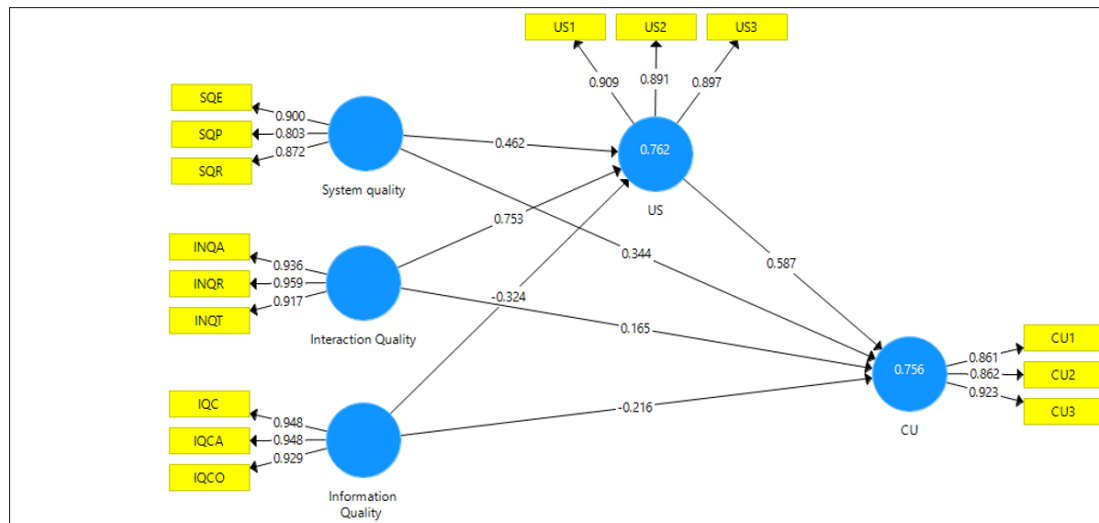 US1
US2
US3
0.909
0.891
0.897
SQE
SQP
SQR
0.900
0.803
0.872
System quality
0.462
0.762
US
INQA
INQR
INQT
0.936
0.959
0.917
Interaction Quality
0.753
0.344
-0.324
0.587
0.165
IQC
IQCA
IQCO
0.948
0.948
0.929
Information
Quality
-0.216
0.756
CU
0.861
0.862
0.923
CU1
CU2
CU3